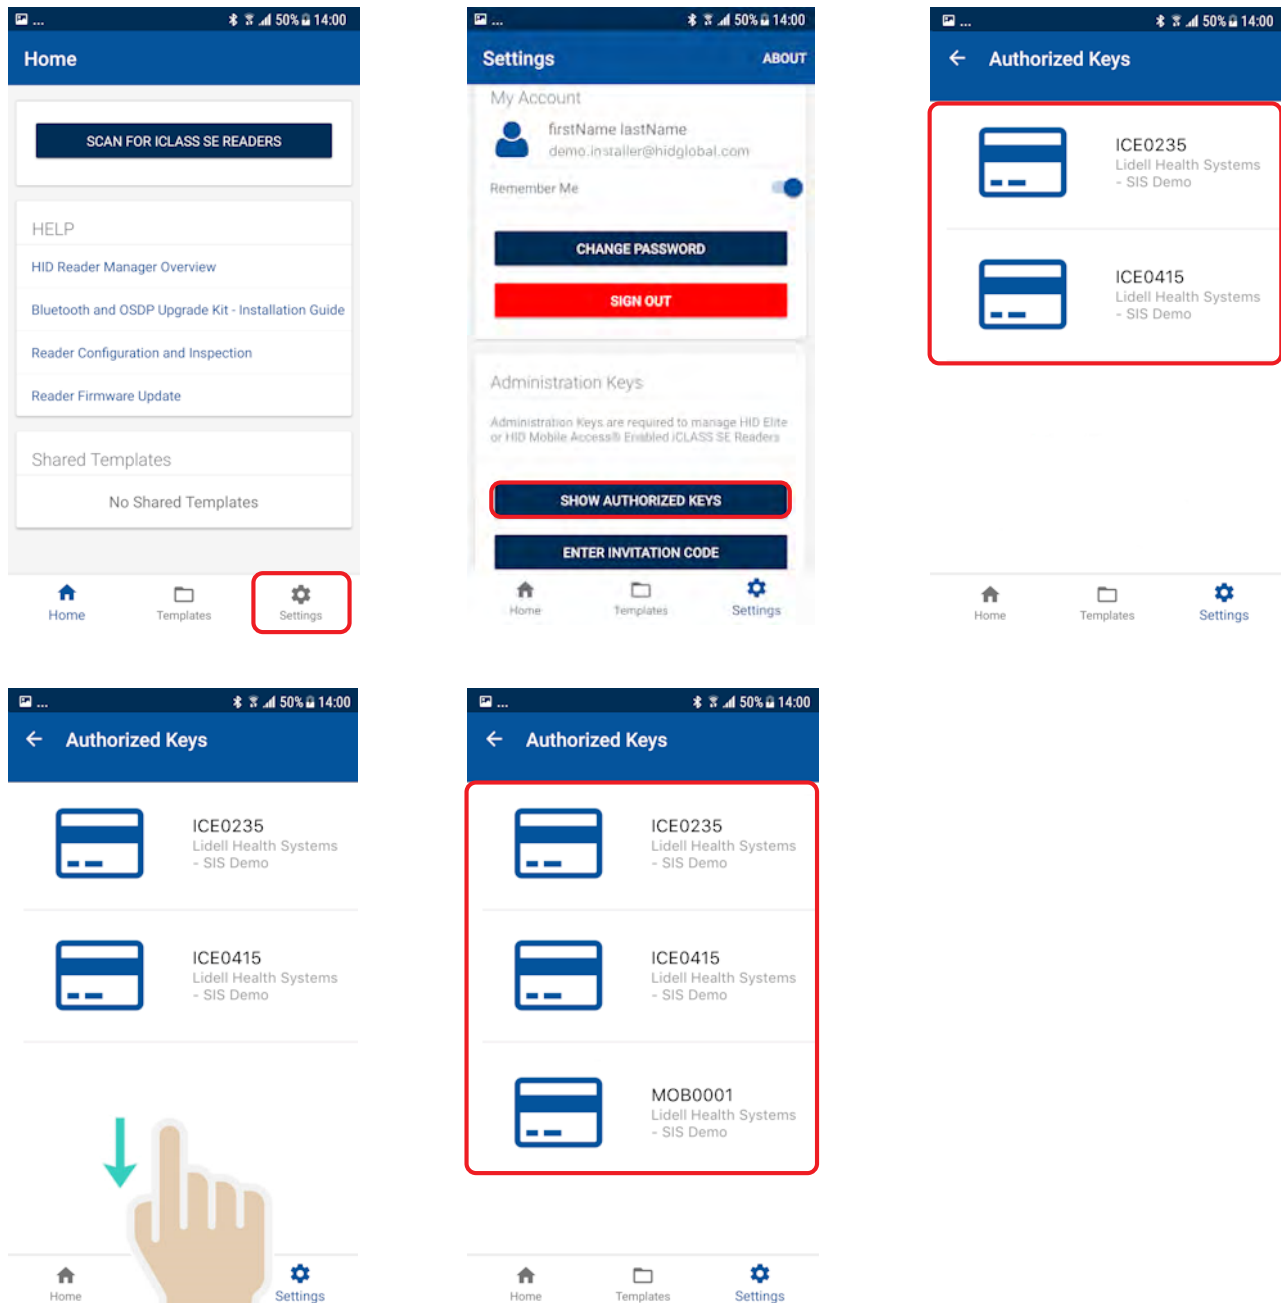 ... 50% 14:00
Home
SCAN FOR ICLASS SE READERS
HELP
HID Reader Manager Overview
Bluetooth and OSDP Upgrade Kit - Installation Guide
Reader Configuration and Inspection
Reader Firmware Update
Shared Templates
No Shared Templates
Home Templates Settings
... 50% 14:00
Settings ABOUT
My Account
firstName lastName
demo.installer@hidglobal.com
Remember Me
CHANGE PASSWORD
SIGN OUT
Administration Keys
Administration Keys are required to manage HID Elite
or HID Mobile Access® Enabled iCLASS SE Readers
SHOW AUTHORIZED KEYS
ENTER INVITATION CODE
Home Templates Settings
... 50% 14:00
Authorized Keys
ICE0235
Lidell Health Systems
- SIS Demo
ICE0415
Lidell Health Systems
- SIS Demo
Home Templates Settings
... 50% 14:00
Authorized Keys
ICE0235
Lidell Health Systems
- SIS Demo
ICE0415
Lidell Health Systems
- SIS Demo
Home Settings
... 50% 14:00
Authorized Keys
ICE0235
Lidell Health Systems
- SIS Demo
ICE0415
Lidell Health Systems
- SIS Demo
MOB0001
Lidell Health Systems
- SIS Demo
Home Templates Settings